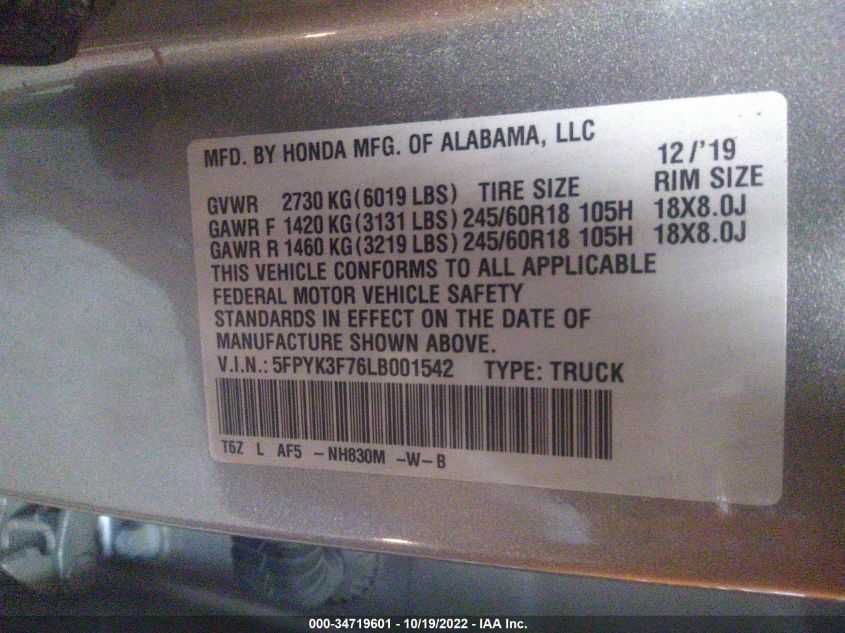 MFD. BY HONDA MFG. OF ALABAMA, LLC 12/'19
GVWR 2730 KG (6019 LBS) TIRE SIZE RIM SIZE
GAWR F 1420 KG (3131 LBS) 245/60R18 105H 18X8.0J
GAWR R 1460 KG (3219 LBS) 245/60R18 105H 18X8.0J
THIS VEHICLE CONFORMS TO ALL APPLICABLE
FEDERAL MOTOR VEHICLE SAFETY
STANDARDS IN EFFECT ON THE DATE OF
MANUFACTURE SHOWN ABOVE.
V.I.N.: 5FPYK3F76LB001542 TYPE: TRUCK
T6Z L AF5 -NH830M -W-B
000-34719601 - 10/19/2022 - IAA Inc.